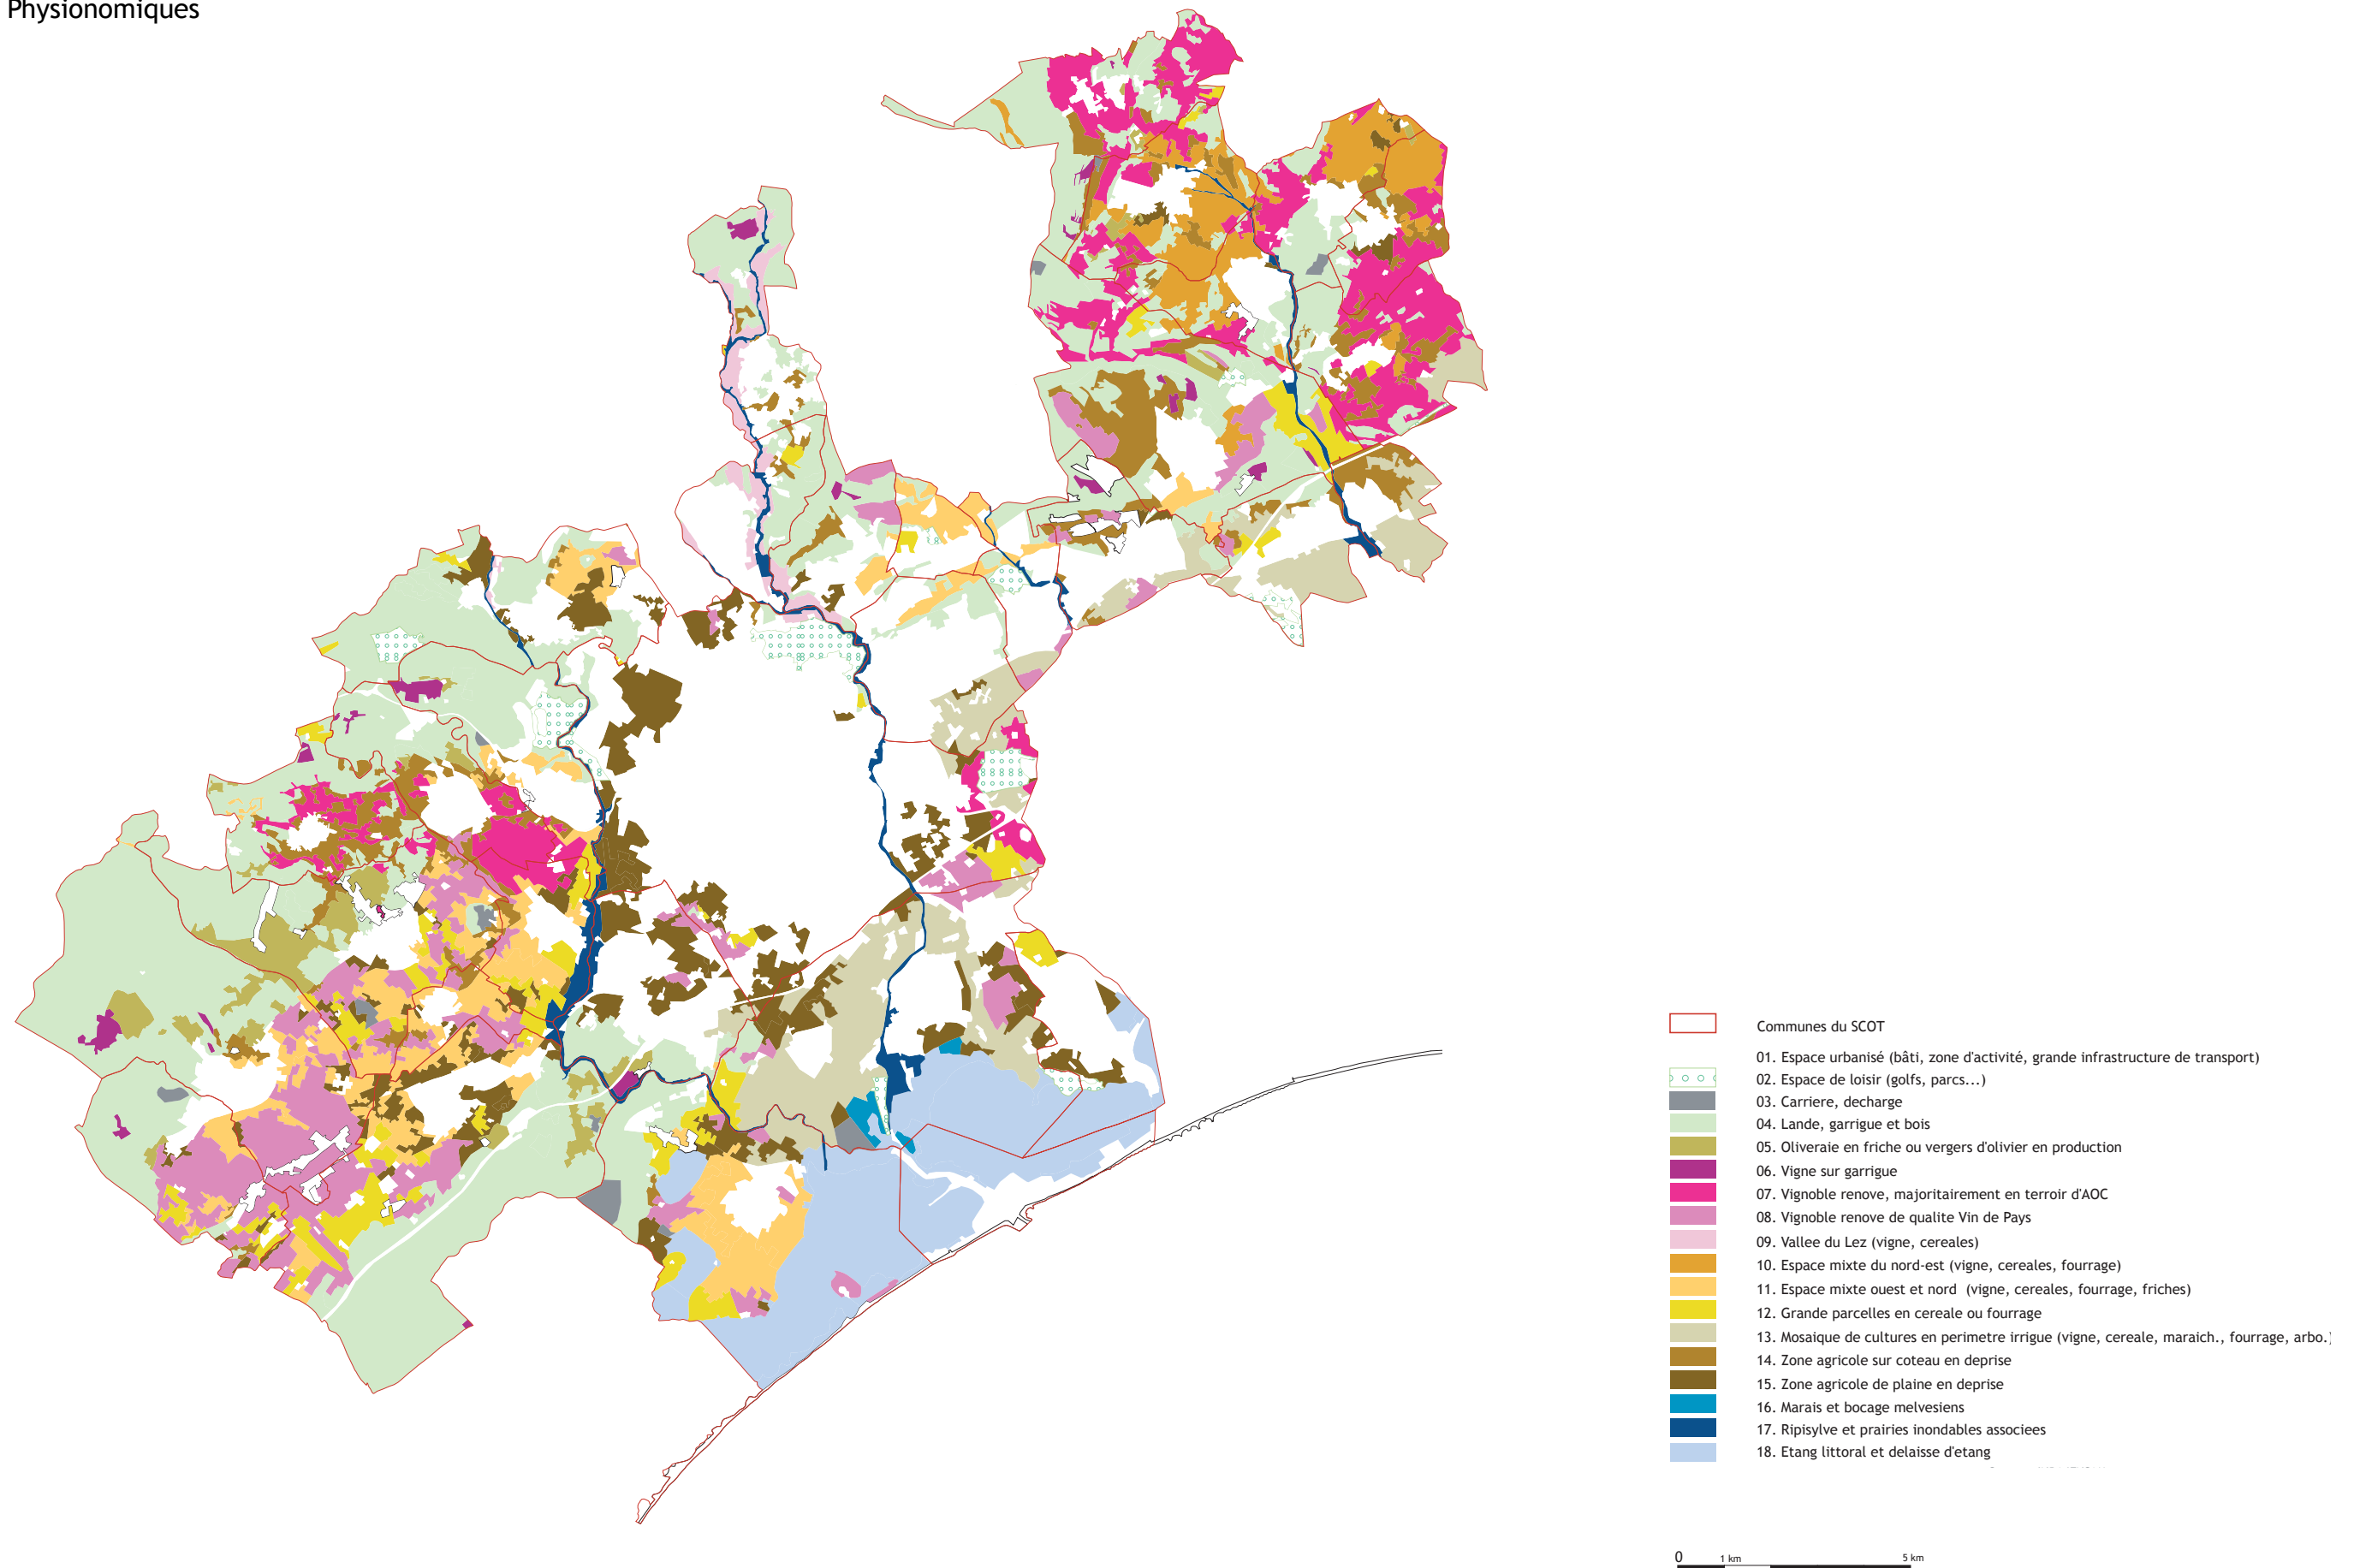 Physionomiques
Communes du SCOT
01. Espace urbanisé (bâti, zone d'activité, grande infrastructure de transport)
02. Espace de loisir (golfs, parcs...)
03. Carriere, decharge
04. Lande, garrigue et bois
05. Oliveraie en friche ou vergers d'olivier en production
06. Vigne sur garrigue
07. Vignoble renove, majoritairement en terroir d'AOC
08. Vignoble renove de qualite Vin de Pays
09. Vallee du Lez (vigne, cereales)
10. Espace mixte du nord-est (vigne, cereales, fourrage)
11. Espace mixte ouest et nord (vigne, cereales, fourrage, friches)
12. Grande parcelles en cereale ou fourrage
13. Mosaique de cultures en perimetre irrigue (vigne, cereale, maraich., fourrage, arbo.)
14. Zone agricole sur coteau en deprise
15. Zone agricole de plaine en deprise
16. Marais et bocage melvesiens
17. Ripisylve et prairies inondables associees
18. Etang littoral et delaisse d'etang
0 1 km 5 km